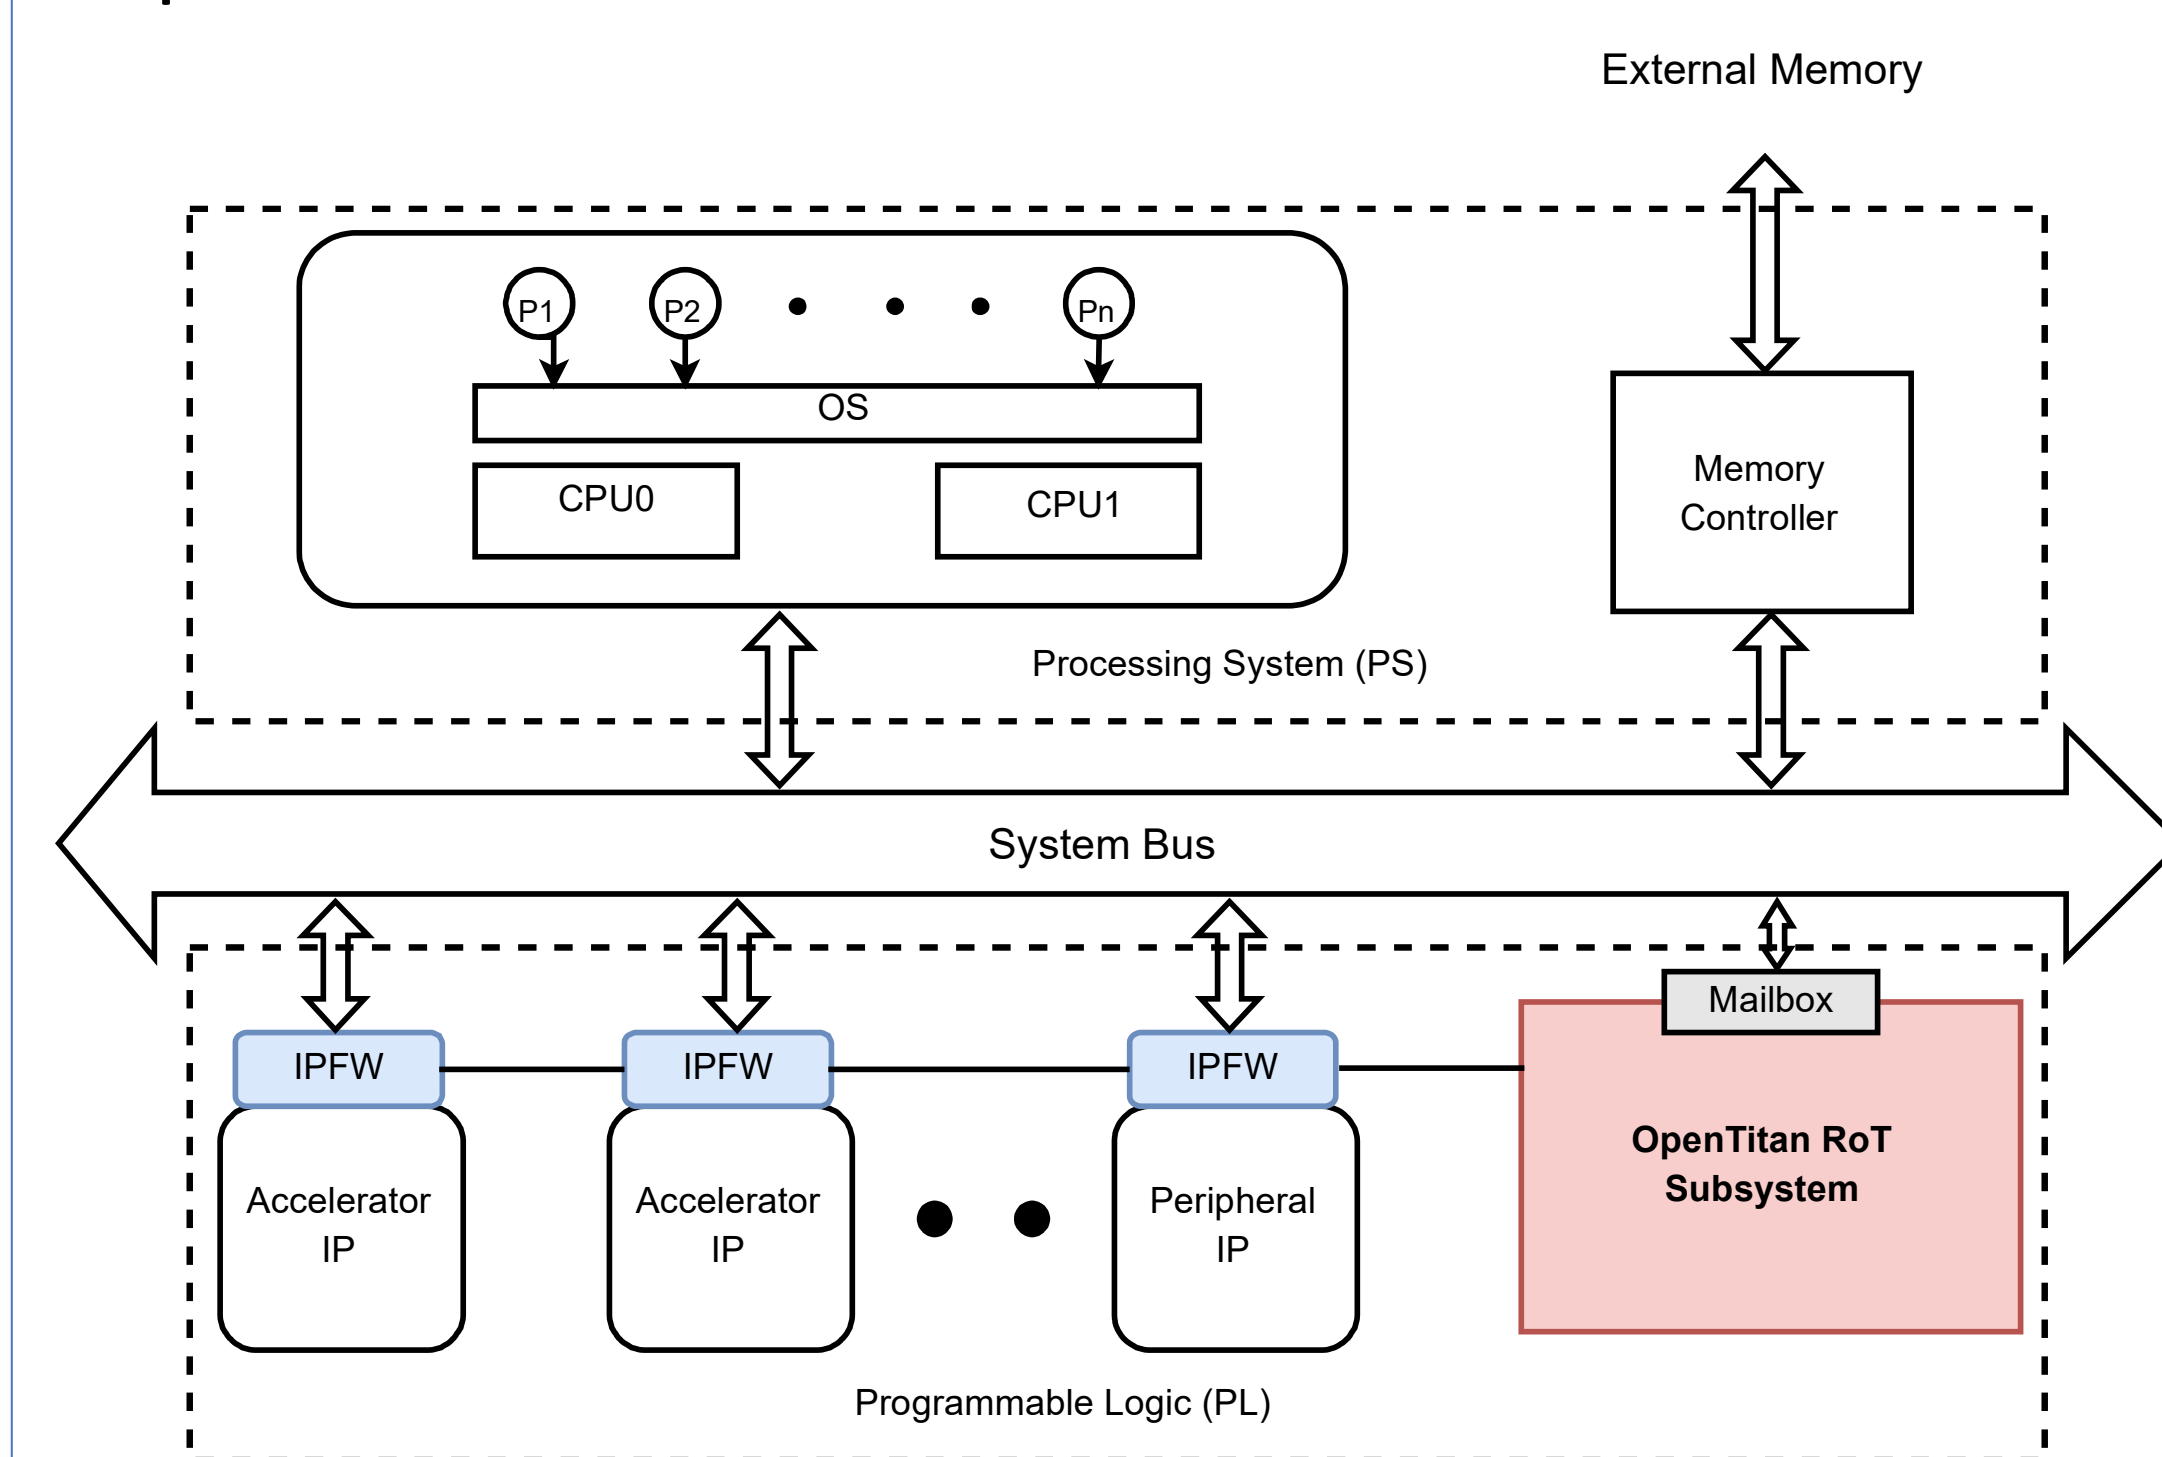 External Memory
P1
P2
Pn
OS
CPU0
CPU1
Memory
Controller
Processing System (PS)
System Bus
Mailbox
IPFW
IPFW
IPFW
OpenTitan RoT
Subsystem
Accelerator
IP
Accelerator
IP
Peripheral
IP
Programmable Logic (PL)